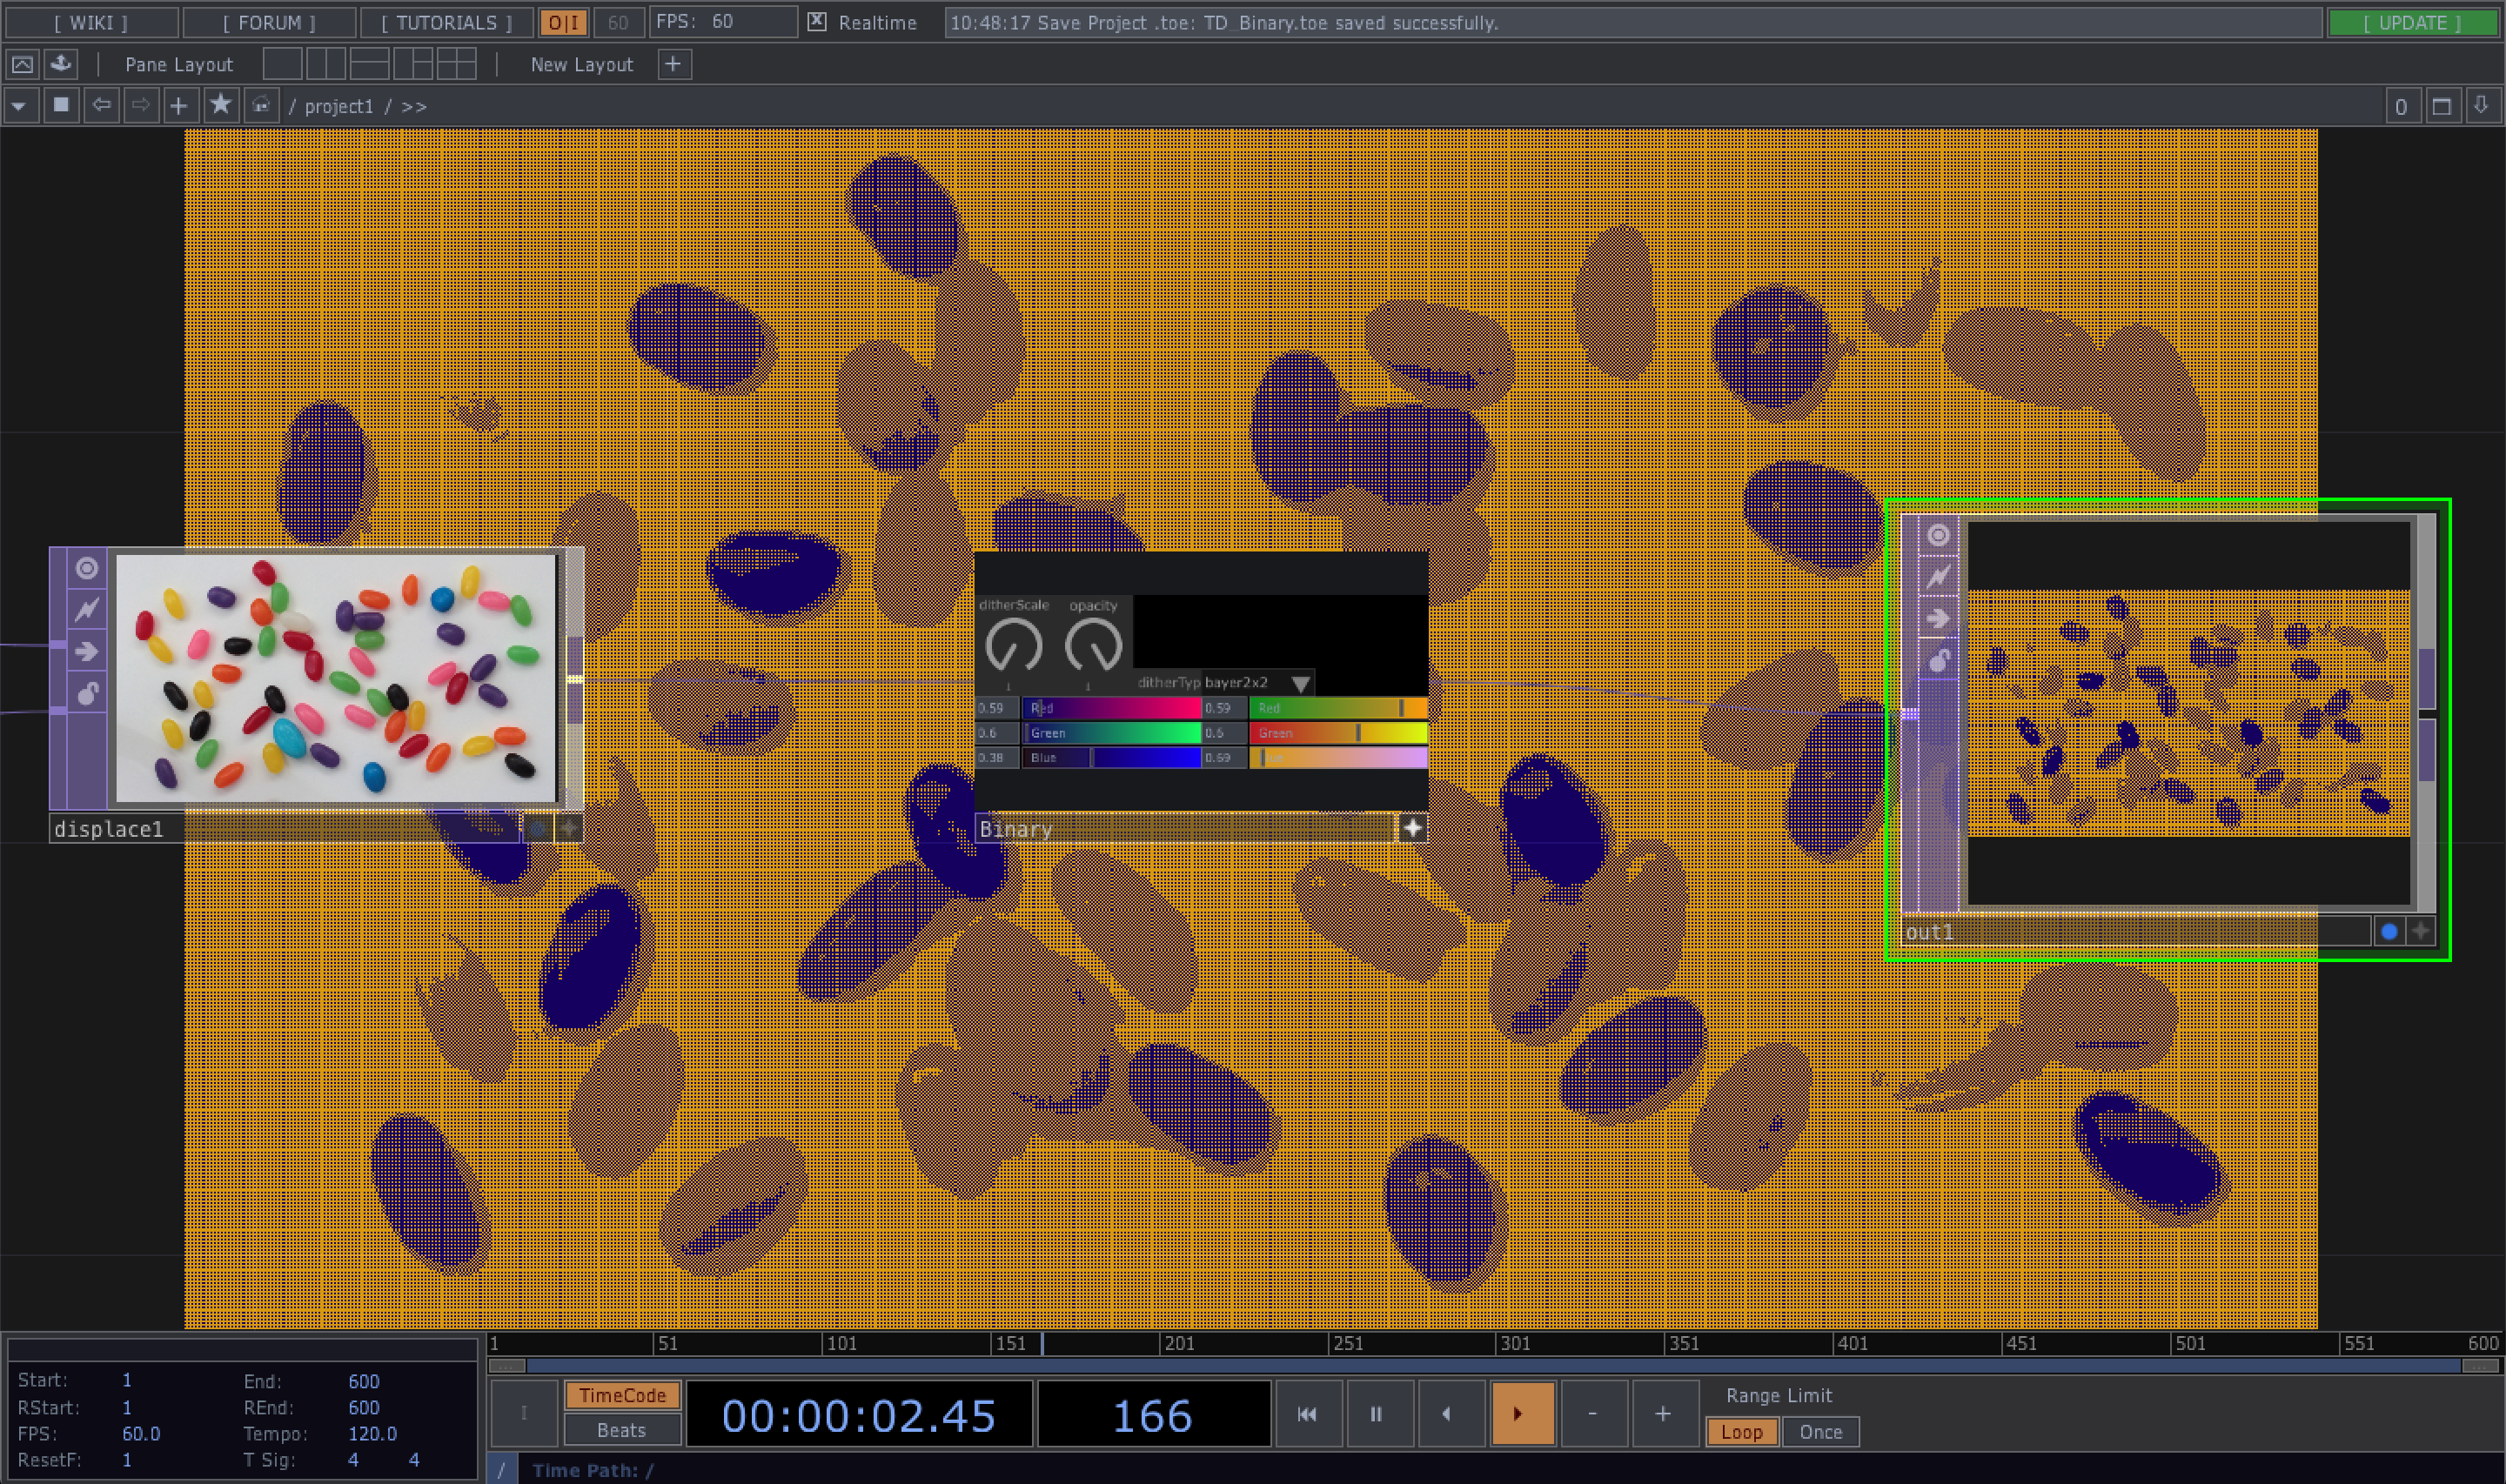 [ WIKI ] [ FORUM ] [ TUTORIALS ] O|I 60 FPS: 60 X Realtime 10:48:17 Save Project .toe: TD_Binary.toe saved successfully. [ UPDATE ]
Pane Layout New Layout +
/ project1 / >> 0
ditherScale opacity
1 1
ditherTyp bayer2x2
0.59 Red 0.59 Red
0.6 Green 0.6 Green
0.38 Blue 0.69
displace1
Binary
out1
1 51 101 151 201 251 301 351 401 451 501 551 600
Start: 1 End: 600
RStart: 1 REnd: 600
FPS: 60.0 Tempo: 120.0
ResetF: 1 T Sig: 4 4
I TimeCode 00:00:02.45 166 - + Range Limit
Beats Loop Once
/ Time Path: /